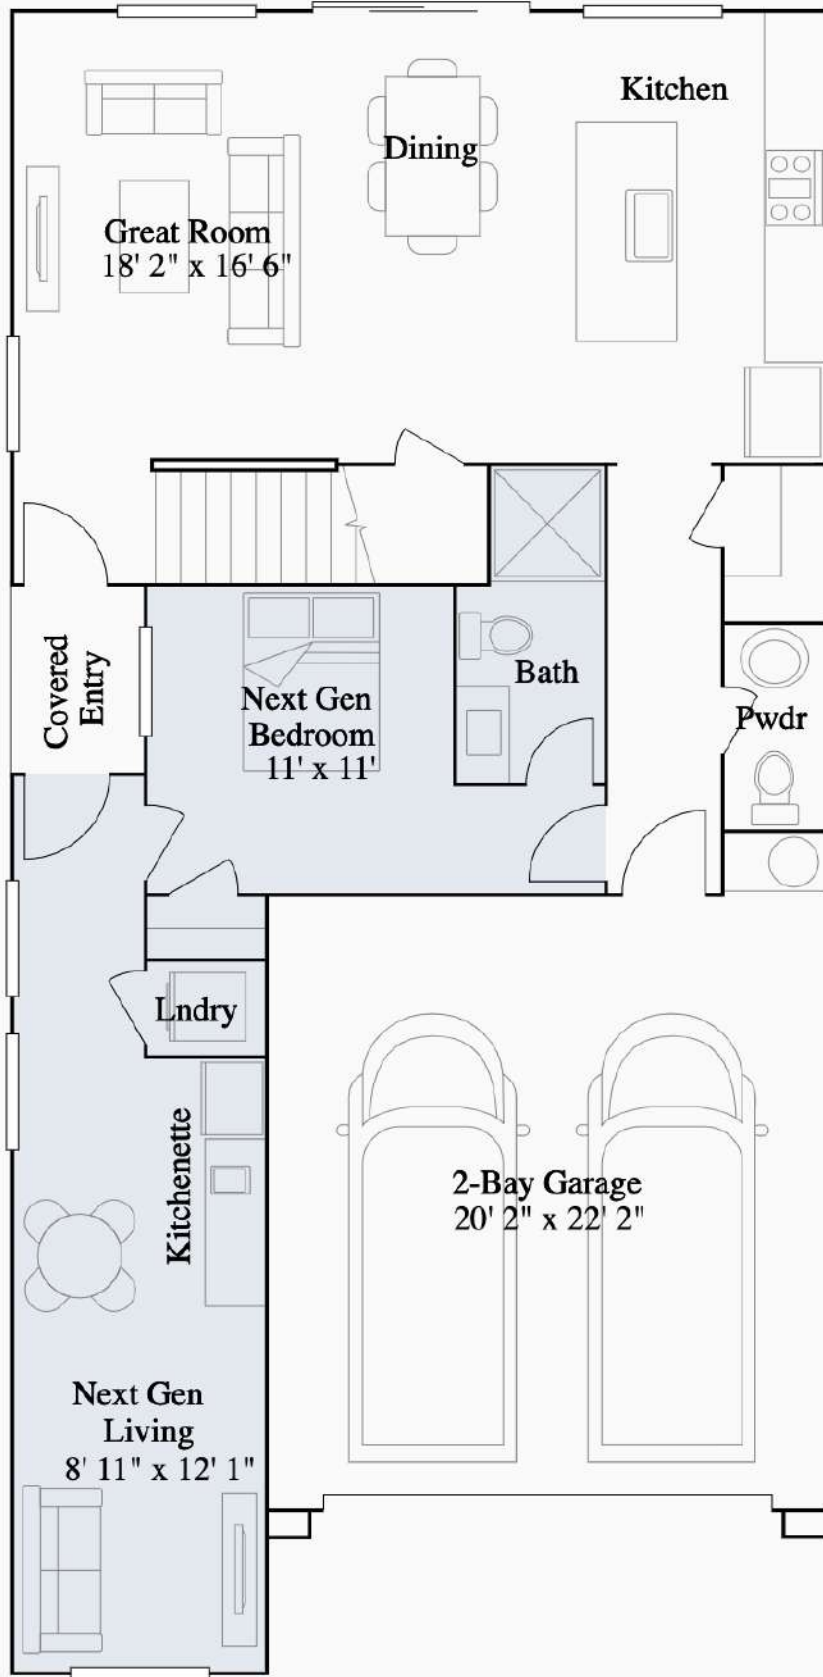 Kitchen
Dining
Great Room
18' 2" x 16' 6"
Covered
Entry
Next Gen
Bedroom
11' x 11'
Bath
Pwdr
Lndry
Kitchenette
2-Bay Garage
20' 2" x 22' 2"
Next Gen
Living
8' 11" x 12' 1"